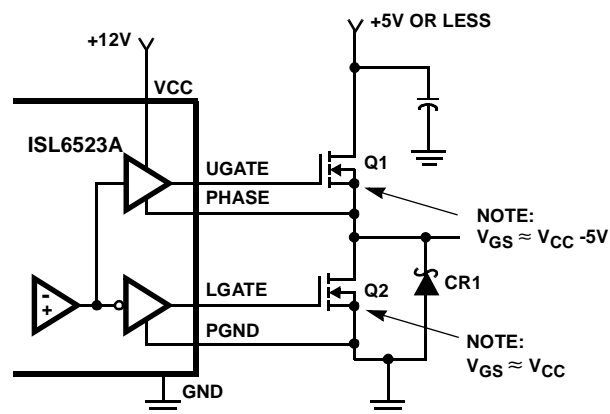 +5V OR LESS
+12V
VCC
ISL6523A
UGATE
Q1
PHASE
NOTE:
V_GS ≈ V_CC -5V
- +
LGATE
Q2
CR1
PGND
NOTE:
V_GS ≈ V_CC
GND